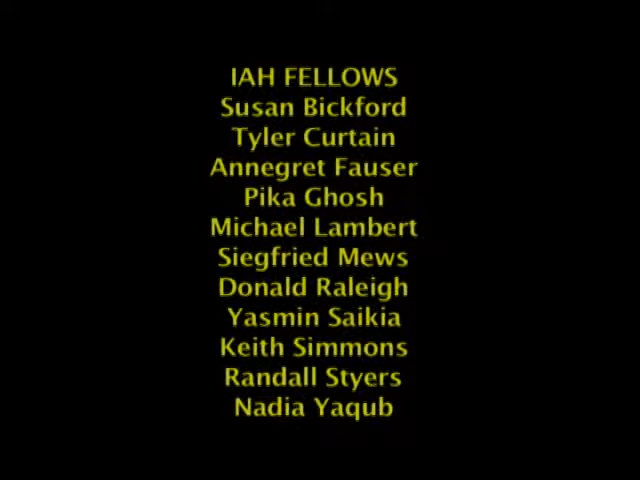 IAH FELLOWS
Susan Bickford
Tyler Curtain
Annegret Fauser
Pika Ghosh
Michael Lambert
Siegfried Mews
Donald Raleigh
Yasmin Saikia
Keith Simmons
Randall Styers
Nadia Yaqub